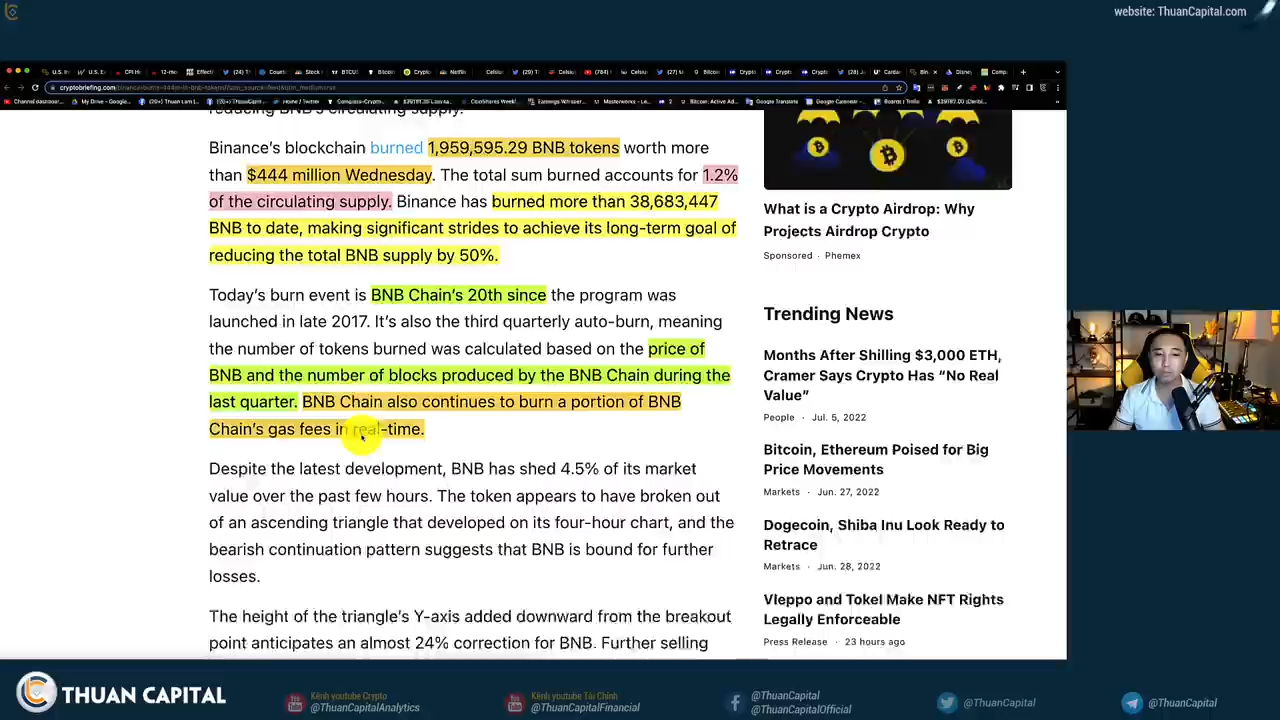 website: ThuanCapital.com
cryptobriefing.com
reducing BNB's circulating supply.
Binance's blockchain burned 1,959,595.29 BNB tokens worth more
than $444 million Wednesday. The total sum burned accounts for 1.2%
of the circulating supply. Binance has burned more than 38,683,447
BNB to date, making significant strides to achieve its long-term goal of
reducing the total BNB supply by 50%.
Today's burn event is BNB Chain's 20th since the program was
launched in late 2017. It's also the third quarterly auto-burn, meaning
the number of tokens burned was calculated based on the price of
BNB and the number of blocks produced by the BNB Chain during the
last quarter. BNB Chain also continues to burn a portion of BNB
Chain's gas fees in real-time.
Despite the latest development, BNB has shed 4.5% of its market
value over the past few hours. The token appears to have broken out
of an ascending triangle that developed on its four-hour chart, and the
bearish continuation pattern suggests that BNB is bound for further
losses.
The height of the triangle's Y-axis added downward from the breakout
point anticipates an almost 24% correction for BNB. Further selling
What is a Crypto Airdrop: Why
Projects Airdrop Crypto
Sponsored · Phemex
Trending News
Months After Shilling $3,000 ETH,
Cramer Says Crypto Has "No Real
Value"
People · Jul. 5, 2022
Bitcoin, Ethereum Poised for Big
Price Movements
Markets · Jun. 27, 2022
Dogecoin, Shiba Inu Look Ready to
Retrace
Markets · Jun. 28, 2022
Vleppo and Tokel Make NFT Rights
Legally Enforceable
Press Release · 23 hours ago
THUAN CAPITAL
Kênh youtube Crypto
@ThuanCapitalAnalytics
Kênh youtube Tài Chính
@ThuanCapitalFinancial
@ThuanCapital
@ThuanCapitalOfficial
@ThuanCapital
@ThuanCapital